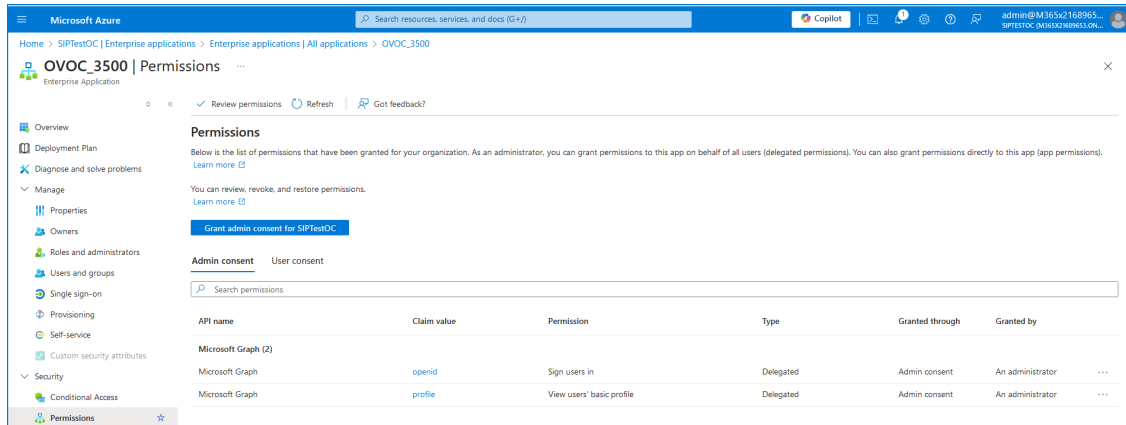 Microsoft Azure
Search resources, services, and docs (G+/)
Copilot
1
admin@M365x2168965...
SIPTESTOC (M365X21689653.ON...
Home > SIPTestOC | Enterprise applications > Enterprise applications | All applications > OVOC_3500
OVOC_3500 | Permissions ...
Enterprise Application
Review permissions
Refresh
Got feedback?
Overview
Deployment Plan
Diagnose and solve problems
Manage
Properties
Owners
Roles and administrators
Users and groups
Single sign-on
Provisioning
Self-service
Custom security attributes
Security
Conditional Access
Permissions
Permissions
Below is the list of permissions that have been granted for your organization. As an administrator, you can grant permissions to this app on behalf of all users (delegated permissions). You can also grant permissions directly to this app (app permissions).
Learn more
You can review, revoke, and restore permissions.
Learn more
Grant admin consent for SIPTestOC
Admin consent User consent
Search permissions
API name Claim value Permission Type Granted through Granted by
Microsoft Graph (2)
Microsoft Graph openid Sign users in Delegated Admin consent An administrator ...
Microsoft Graph profile View users' basic profile Delegated Admin consent An administrator ...